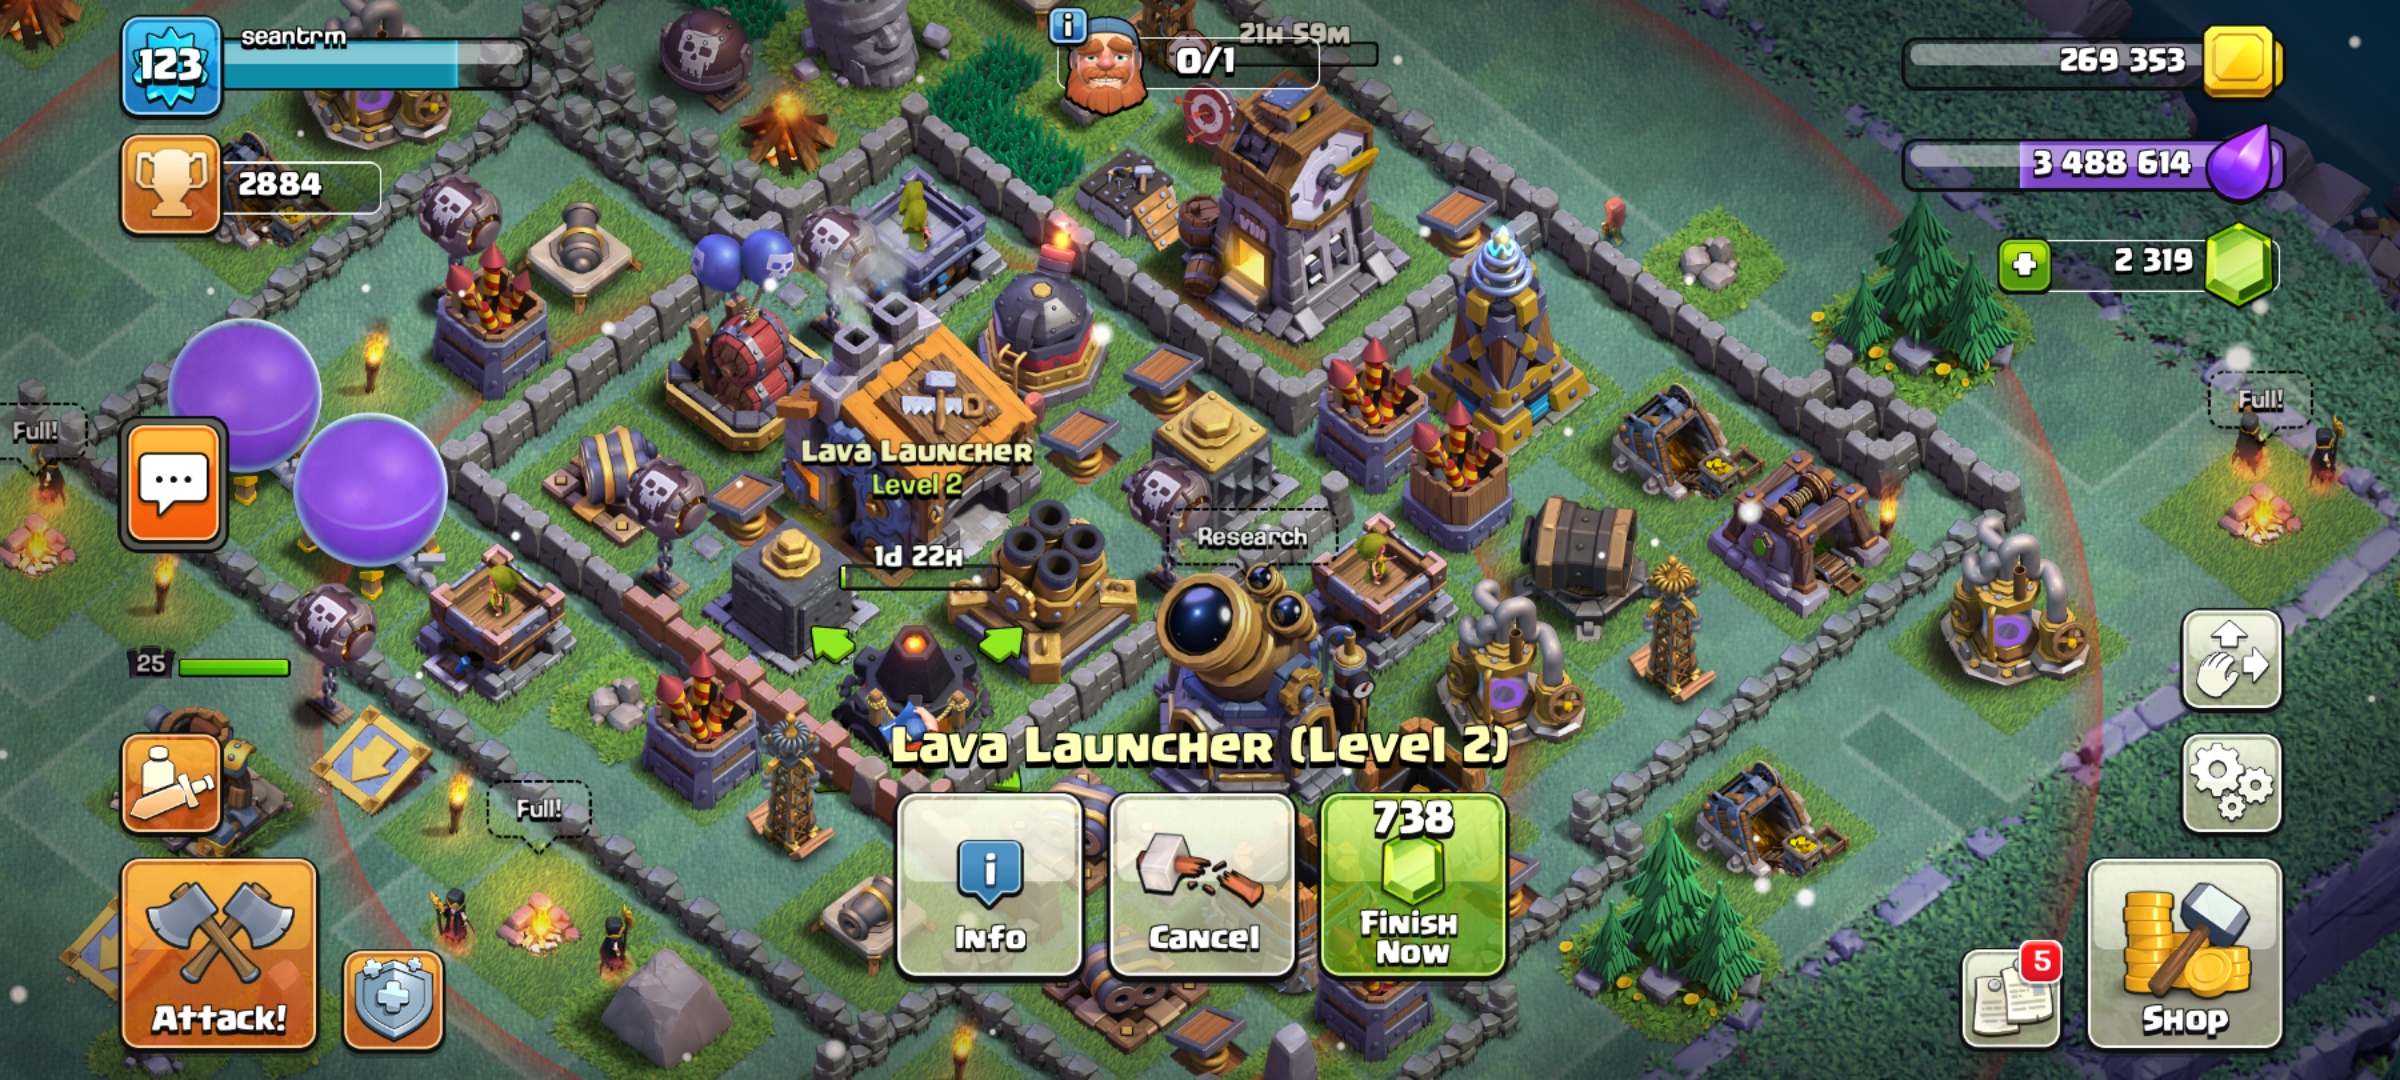 123
seantrm
21H 59M
0/1
269 353
2884
3 488 614
2 319
Full!
Full!
Lava Launcher
Level 2
Research
1d 22H
25
Lava Launcher (Level 2)
Full!
738
Info
Cancel
Finish
Now
5
Attack!
Shop